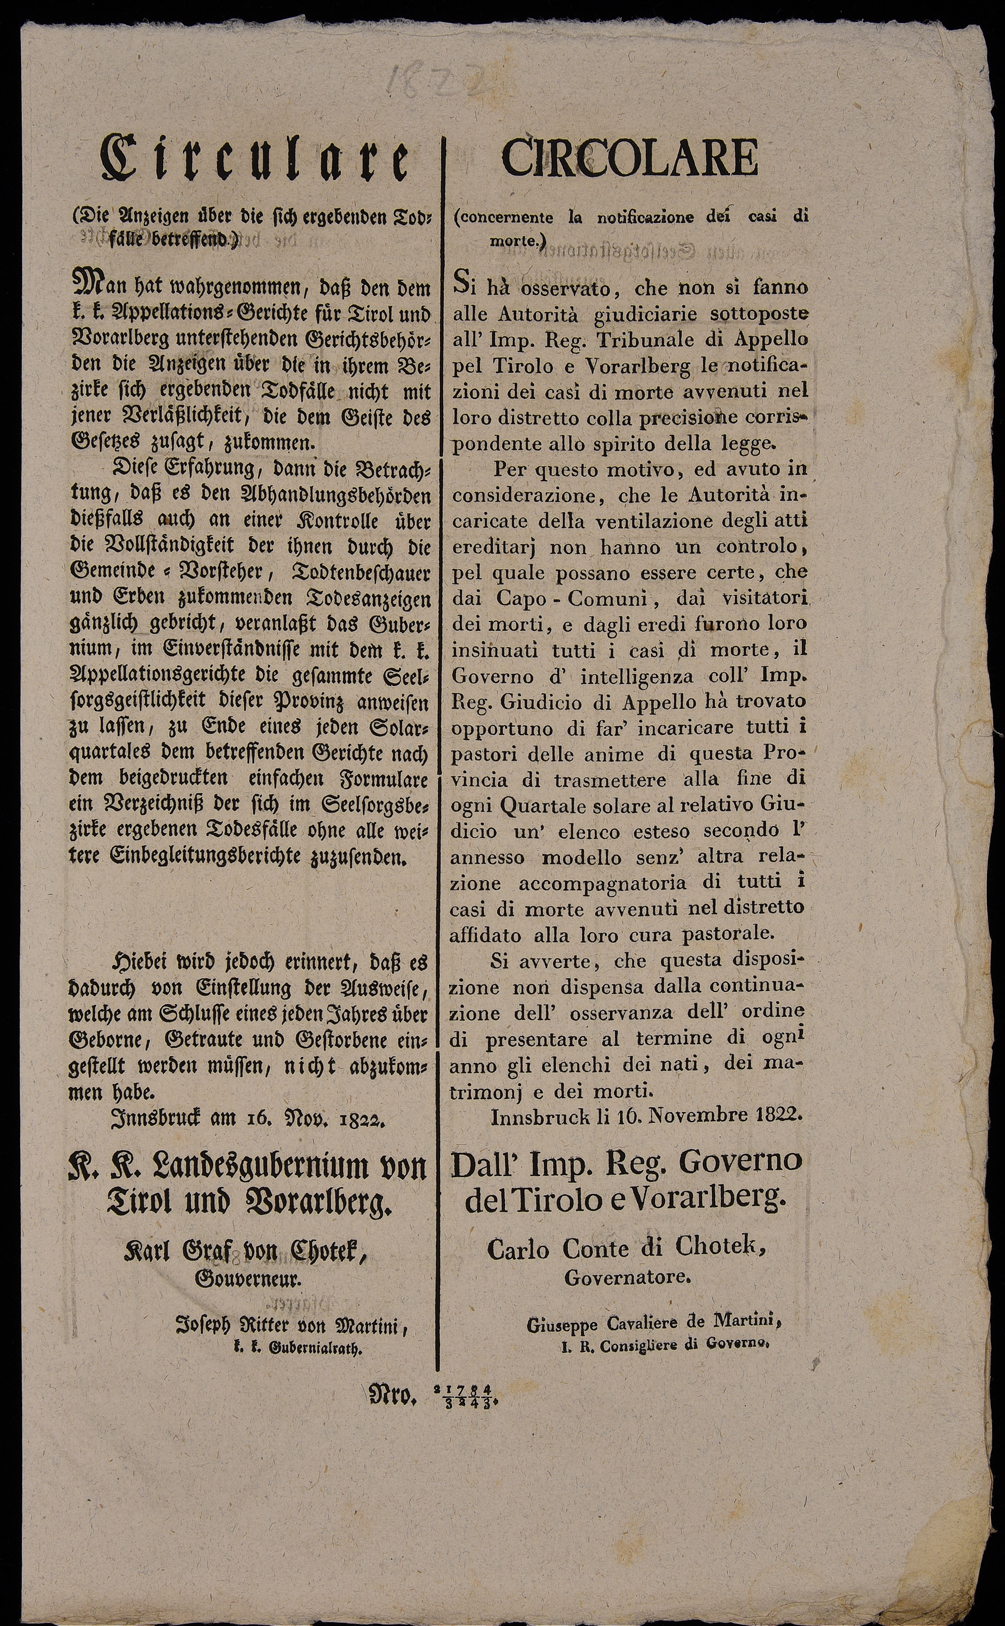 1822
Circulare
(Die Anzeigen über die sich ergebenden Tod⸗
fälle betreffend.)
Man hat wahrgenommen, daß den dem
k. k. Appellations⸗Gerichte für Tirol und
Vorarlberg unterstehenden Gerichtsbehör⸗
den die Anzeigen über die in ihrem Be⸗
zirke sich ergebenden Todfälle nicht mit
jener Verläßlichkeit, die dem Geiste des
Gesetzes zusagt, zukommen.
Diese Erfahrung, dann die Betrach⸗
tung, daß es den Abhandlungsbehörden
dießfalls auch an einer Kontrolle über
die Vollständigkeit der ihnen durch die
Gemeinde ⸗ Vorsteher, Todtenbeschauer
und Erben zukommenden Todesanzeigen
gänzlich gebricht, veranlaßt das Guber⸗
nium, im Einverständnisse mit dem k. k.
Appellationsgerichte die gesammte Seel⸗
sorgsgeistlichkeit dieser Provinz anweisen
zu lassen, zu Ende eines jeden Solar⸗
quartales dem betreffenden Gerichte nach
dem beigedruckten einfachen Formulare
ein Verzeichniß der sich im Seelsorgsbe⸗
zirke ergebenen Todesfälle ohne alle wei⸗
tere Einbegleitungsberichte zuzusenden.
Hiebei wird jedoch erinnert, daß es
dadurch von Einstellung der Ausweise,
welche am Schlusse eines jeden Jahres über
Geborne, Getraute und Gestorbene ein⸗
gestellt werden müssen, nicht abzukom⸗
men habe.
Innsbruck am 16. Nov. 1822.
K. K. Landesgubernium von
Tirol und Vorarlberg.
Karl Graf von Chotek,
Gouverneur.
Joseph Ritter von Martini,
k. k. Gubernialrath.
CIRCOLARE
(concernente la notificazione dei casi di
morte.)
Si hà osservato, che non si fanno
alle Autorità giudiciarie sottoposte
all' Imp. Reg. Tribunale di Appello
pel Tirolo e Vorarlberg le notifica-
zioni dei casi di morte avvenuti nel
loro distretto colla precisione corris-
pondente allo spirito della legge.
Per questo motivo, ed avuto in
considerazione, che le Autorità in-
caricate della ventilazione degli atti
ereditarj non hanno un controlo,
pel quale possano essere certe, che
dai Capo - Comuni, dai visitatori
dei morti, e dagli eredi furono loro
insinuati tutti i casi di morte, il
Governo d' intelligenza coll' Imp.
Reg. Giudicio di Appello hà trovato
opportuno di far' incaricare tutti i
pastori delle anime di questa Pro-
vincia di trasmettere alla fine di
ogni Quartale solare al relativo Giu-
dicio un' elenco esteso secondo l'
annesso modello senz' altra rela-
zione accompagnatoria di tutti i
casi di morte avvenuti nel distretto
affidato alla loro cura pastorale.
Si avverte, che questa disposi-
zione non dispensa dalla continua-
zione dell' osservanza dell' ordine
di presentare al termine di ogni
anno gli elenchi dei nati, dei ma-
trimonj e dei morti.
Innsbruck li 16. Novembre 1822.
Dall' Imp. Reg. Governo
del Tirolo e Vorarlberg.
Carlo Conte di Chotek,
Governatore.
Giuseppe Cavaliere de Martini,
I. R. Consigliere di Governo.
Nro.